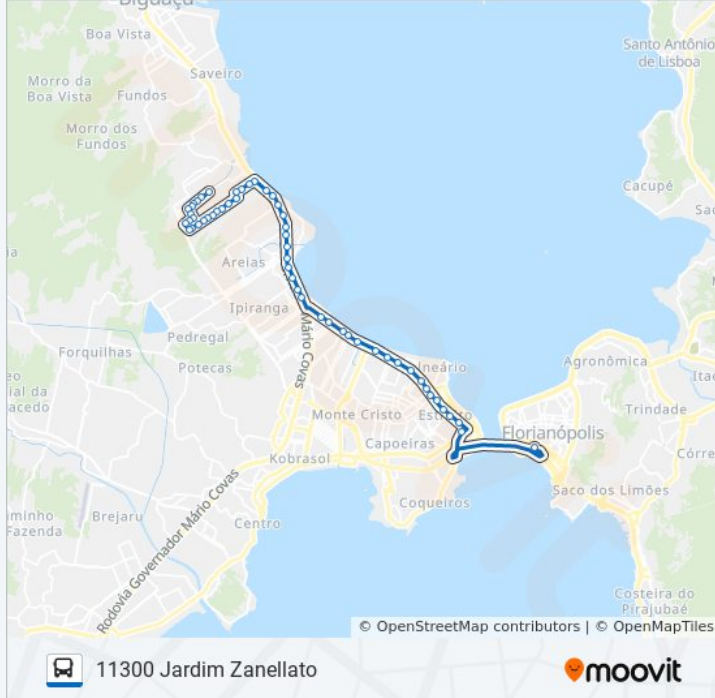 Biguaçu
Boa Vista
Santo Antônio
de Lisboa
Saveiro
Morro da
Boa Vista
Fundos
Morro dos
Fundos
Cacupé
Areias
Ipiranga
Mário Covas
Pedregal
Forquilhas
Potecas
Agronômica
Trindade
Monte Cristo
Florianópolis
Capoeiras
Kobrasol
Saco dos Limões
Coqueiros
Brejaru
Fazenda
Centro
Rodovia Governador Mário Covas
Costeira do
Pirajubaé
© OpenStreetMap contributors | © OpenMapTiles
11300 Jardim Zanellato
moovit